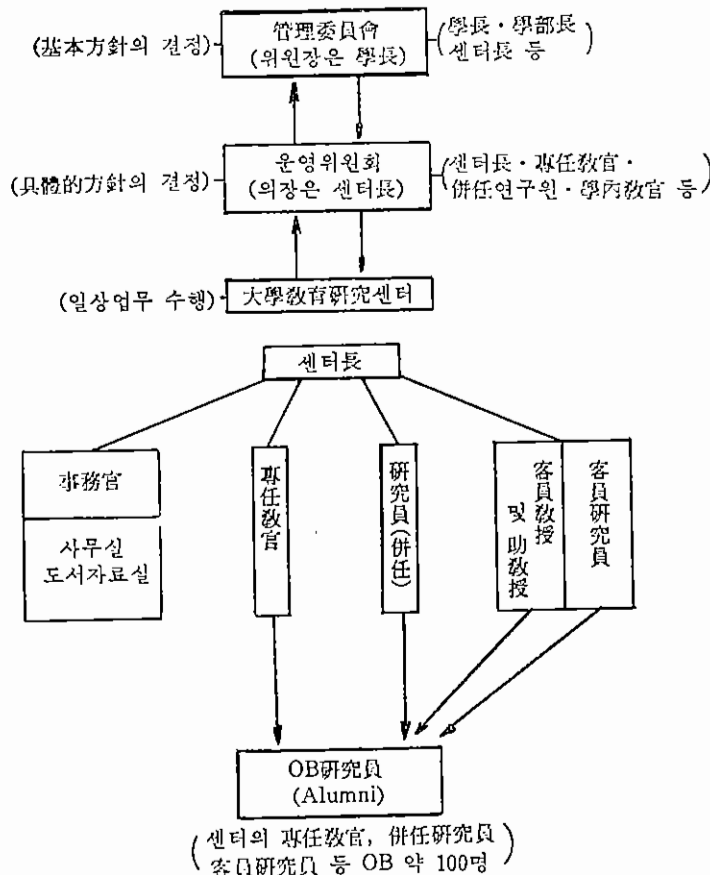 管理委員會
(위원장은 學長)
(基本方針의 결정)
(學長·學部長
센터長 등)
운영위원회
(의장은 센터長)
(具體的方針의 결정)
(센터長·專任敎官·
併任연구원·學內敎官 등)
(일상업무 수행)
大學敎育硏究센터
센터長
事務官
사무실
도서자료실
專任敎官
硏究員(併任)
客員敎授
및 助敎授
客員硏究員
OB硏究員
(Alumni)
(센터의 專任敎官, 併任硏究員
客員硏究員 등 OB 약 100명)